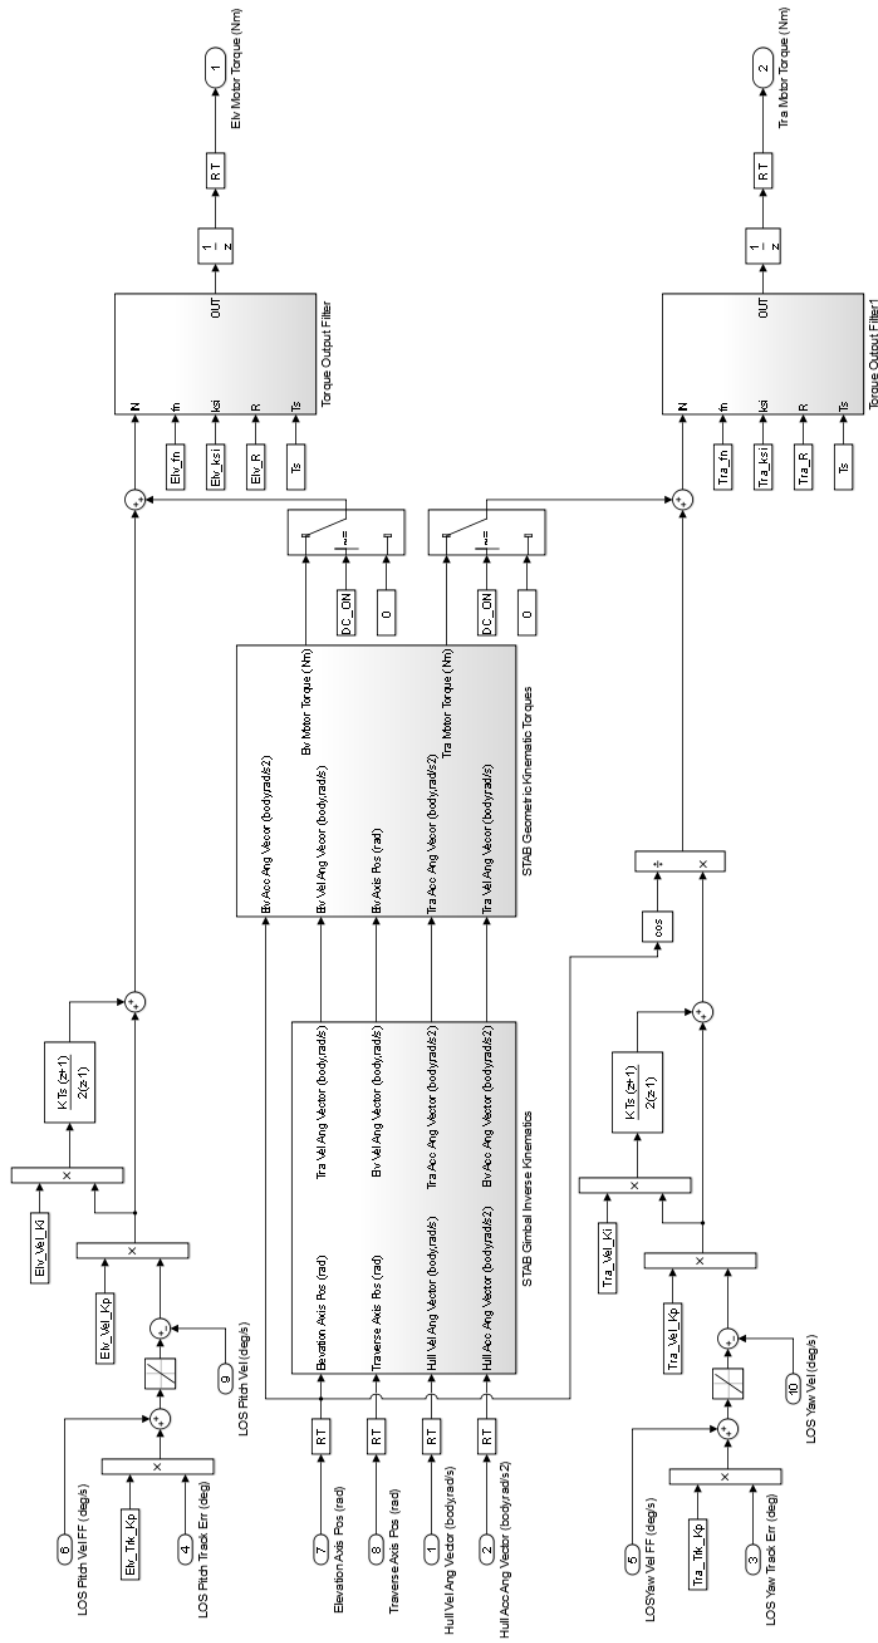 6
LOS Pitch Vel FF (deg/s)
Elv_Trk_Kp
×
4
LOS Pitch Track Err (deg)
9
LOS Pitch Vel (deg/s)
Elv_Vel_Kp
×
Elv_Vel_Ki
×
KTs (z+1)
2(z-1)
IN
Elv_fn
fn
Elv_ksi
ksi
Elv_R
R
Ts
Ts
OUT
Torque Output Filter
1
z
RT
1
Elv Motor Torque (Nm)
7
Elevation Axis Pos (rad)
RT
8
Traverse Axis Pos (rad)
RT
1
Hull Vel Ang Vector (body,rad/s)
RT
2
Hull Acc Ang Vector (body,rad/s2)
RT
Elevation Axis Pos (rad)
Traverse Axis Pos (rad)
Hull Vel Ang Vector (body,rad/s)
Hull Acc Ang Vector (body,rad/s2)
Tra Vel Ang Vector (body,rad/s)
Elv Vel Ang Vector (body,rad/s)
Tra Acc Ang Vector (body,rad/s2)
Elv Acc Ang Vector (body,rad/s2)
STAB Gimbal Inverse Kinematics
Elv Acc Ang Vecor (body,rad/s2)
Elv Vel Ang Vecor (body,rad/s)
Elv Axis Pos (rad)
Tra Acc Ang Vector (body,rad/s2)
Tra Vel Ang Vector (body,rad/s)
Elv Motor Torque (Nm)
Tra Motor Torque (Nm)
STAB Geometric Kinematic Torques
DC_ON
~=
0
DC_ON
~=
0
5
LOSYaw Vel FF (deg/s)
Tra_Trk_Kp
×
3
LOS Yaw Track Err (deg)
10
LOS Yaw Vel (deg/s)
Tra_Vel_Kp
×
Tra_Vel_Ki
×
KTs (z+1)
2(z-1)
cos
÷
×
IN
Tra_fn
fn
Tra_ksi
ksi
Tra_R
R
Ts
Ts
OUT
Torque Output Filter1
1
z
RT
2
Tra Motor Torque (Nm)